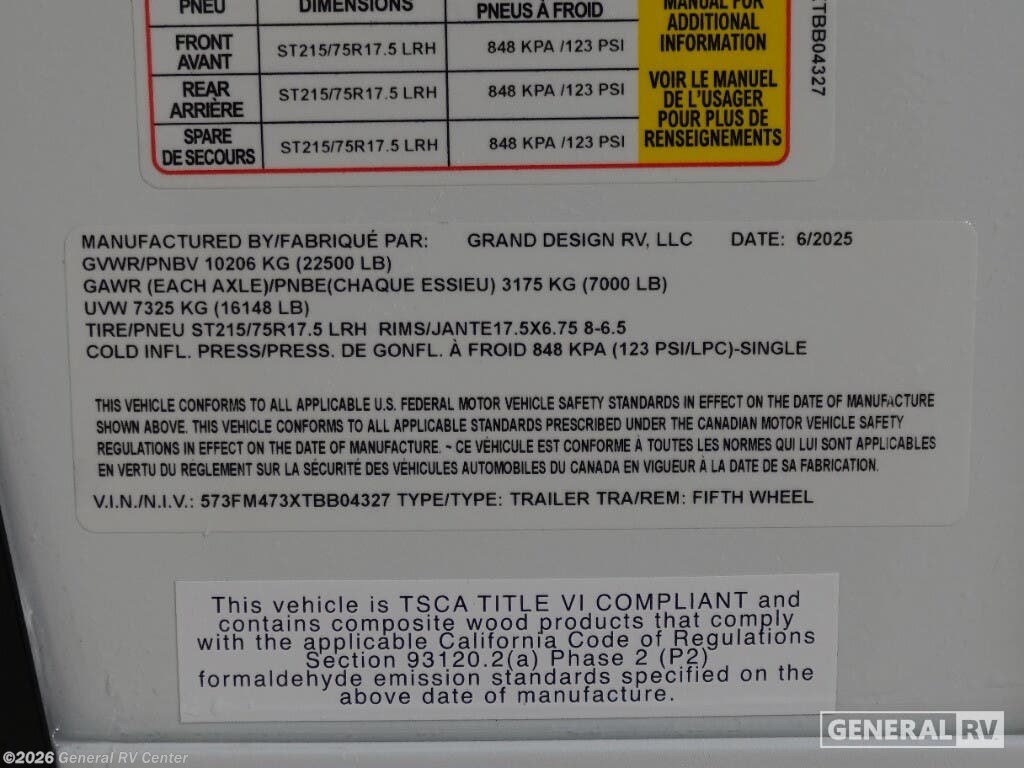 PNEU DIMENSIONS PNEUS À FROID MANUAL FOR
ADDITIONAL
INFORMATION
FRONT
AVANT ST215/75R17.5 LRH 848 KPA /123 PSI
REAR
ARRIÈRE ST215/75R17.5 LRH 848 KPA /123 PSI
SPARE
DE SECOURS ST215/75R17.5 LRH 848 KPA /123 PSI
VOIR LE MANUEL
DE L'USAGER
POUR PLUS DE
RENSEIGNEMENTS
TBB04327
MANUFACTURED BY/FABRIQUÉ PAR: GRAND DESIGN RV, LLC DATE: 6/2025
GVWR/PNBV 10206 KG (22500 LB)
GAWR (EACH AXLE)/PNBE(CHAQUE ESSIEU) 3175 KG (7000 LB)
UVW 7325 KG (16148 LB)
TIRE/PNEU ST215/75R17.5 LRH RIMS/JANTE17.5X6.75 8-6.5
COLD INFL. PRESS/PRESS. DE GONFL. À FROID 848 KPA (123 PSI/LPC)-SINGLE
THIS VEHICLE CONFORMS TO ALL APPLICABLE U.S. FEDERAL MOTOR VEHICLE SAFETY STANDARDS IN EFFECT ON THE DATE OF MANUFACTURE
SHOWN ABOVE. THIS VEHICLE CONFORMS TO ALL APPLICABLE STANDARDS PRESCRIBED UNDER THE CANADIAN MOTOR VEHICLE SAFETY
REGULATIONS IN EFFECT ON THE DATE OF MANUFACTURE. ~ CE VÉHICULE EST CONFORME À TOUTES LES NORMES QUI LUI SONT APPLICABLES
EN VERTU DU RÉGLEMENT SUR LA SÉCURITÉ DES VÉHICULES AUTOMOBILES DU CANADA EN VIGUEUR À LA DATE DE SA FABRICATION.
V.I.N./N.I.V.: 573FM473XTBB04327 TYPE/TYPE: TRAILER TRA/REM: FIFTH WHEEL
This vehicle is TSCA TITLE VI COMPLIANT and
contains composite wood products that comply
with the applicable California Code of Regulations
Section 93120.2(a) Phase 2 (P2)
formaldehyde emission standards specified on the
above date of manufacture.
GENERAL RV
©2026 General RV Center